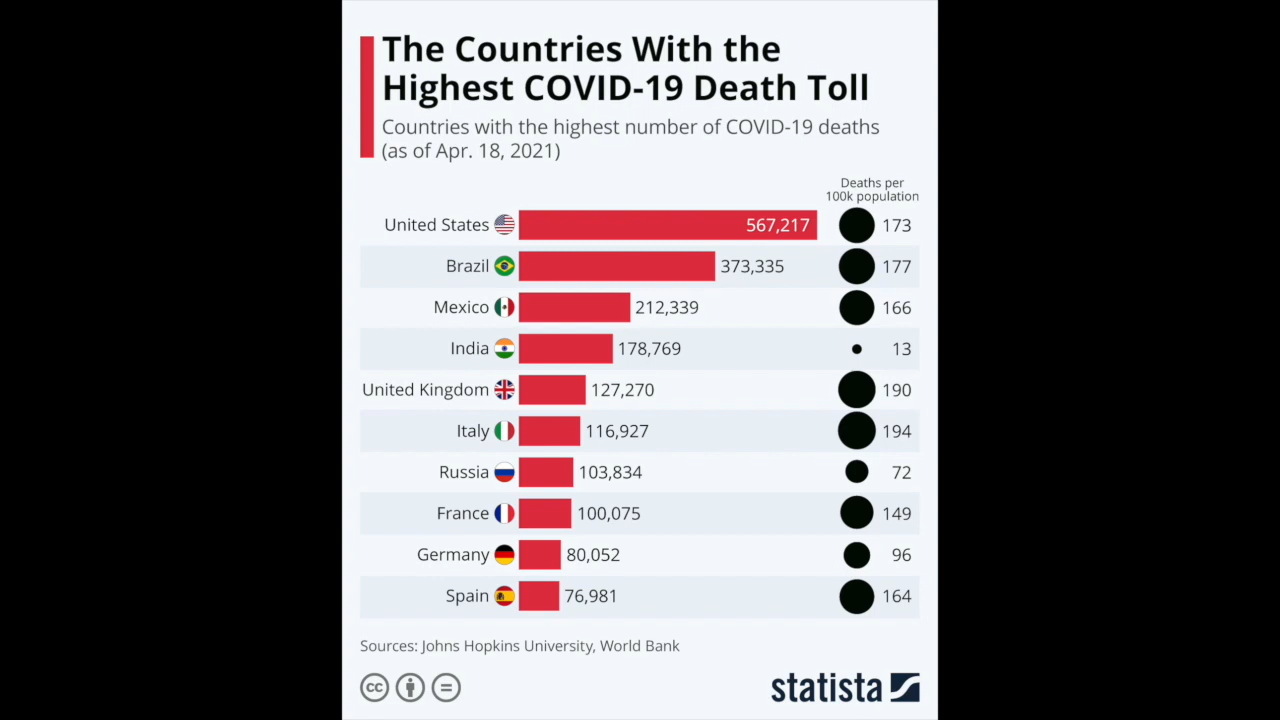 The Countries With the
Highest COVID-19 Death Toll
Countries with the highest number of COVID-19 deaths
(as of Apr. 18, 2021)
Deaths per
100k population
United States 567,217 173
Brazil 373,335 177
Mexico 212,339 166
India 178,769 13
United Kingdom 127,270 190
Italy 116,927 194
Russia 103,834 72
France 100,075 149
Germany 80,052 96
Spain 76,981 164
Sources: Johns Hopkins University, World Bank
cc
statista